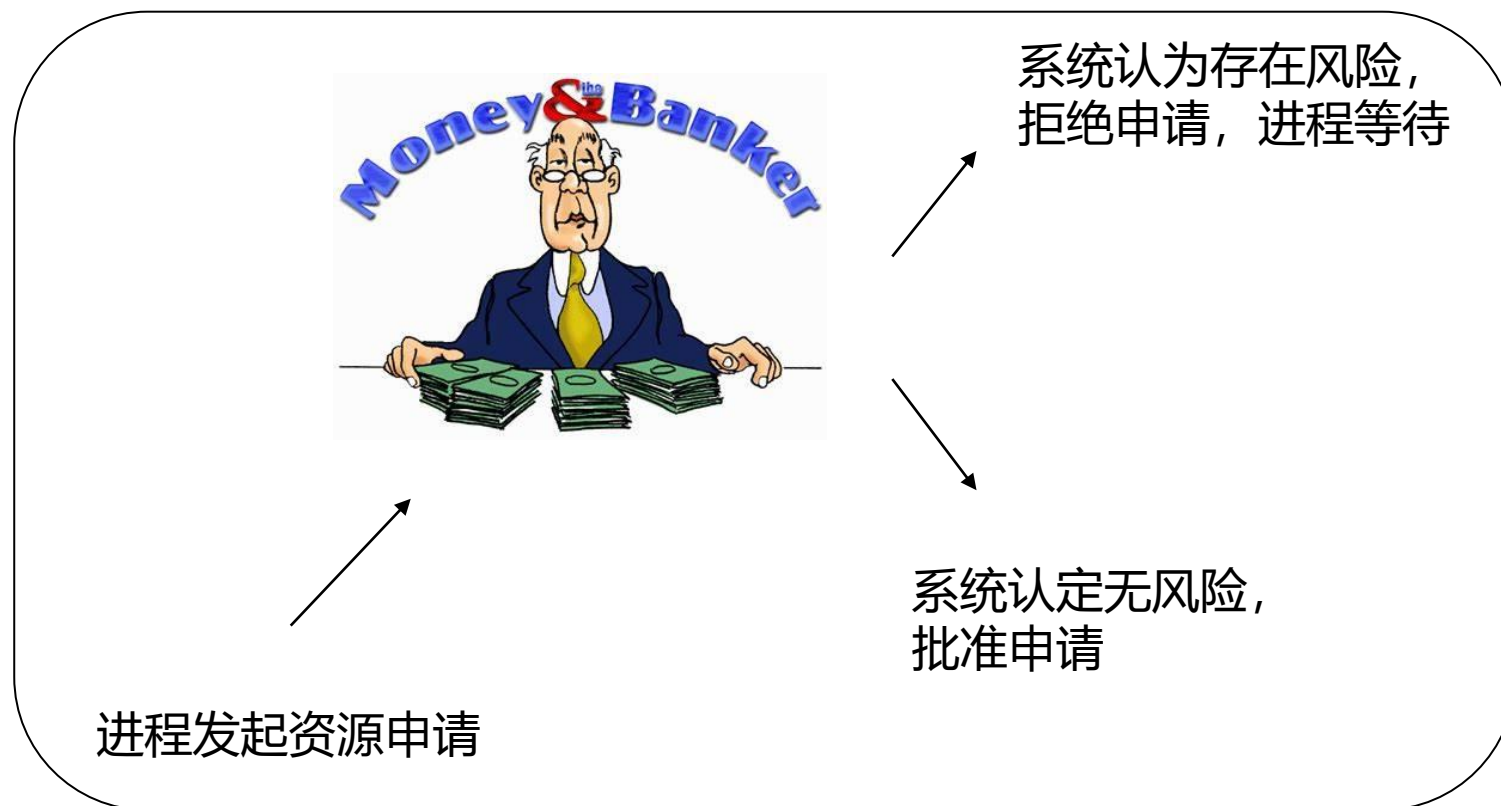 Money & the Banker
系统认为存在风险，
拒绝申请，进程等待
系统认定无风险，
批准申请
进程发起资源申请